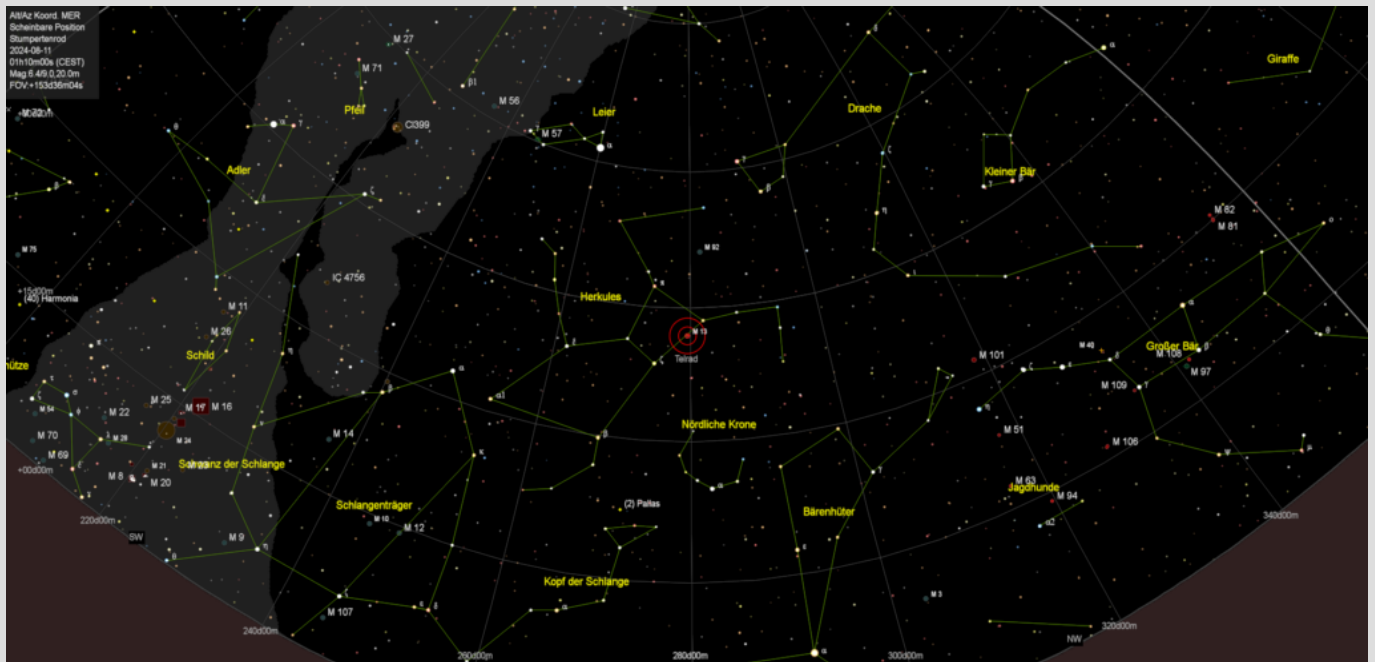 Alt/Az Koord. MER
Scheinbare Position
Stumpertenrod
2024-08-11
01h10m00s (CEST)
Mag:6.4/9.0,20.0m
FOV:+153d36m04s
M 27
M 71
β1
M 56
Pfeil
Cl399
Leier
M 57
α
Drache
Giraffe
Kleiner Bär
Adler
M 82
M 81
M 92
M 75
(40) Harmonia
IC 4756
Herkules
M 13
Telrad
M 11
M 26
Schild
M 101
M 40
Großer Bär
M 108
M 97
M 109
M 25
M 16
M 22
M 54
M 28
M 24
α1
Nördliche Krone
M 51
M 106
M 70
M 69
M 14
M 21
M 8
M 20
Schwanz der Schlange
+00d00m
M 63
Jagdhunde
M 94
α2
Schlangenträger
(2) Pallas
Bärenhüter
M 10
M 12
220d00m
SW
M 9
340d00m
Kopf der Schlange
M 107
M 3
240d00m
320d00m
NW
260d00m
280d00m
300d00m